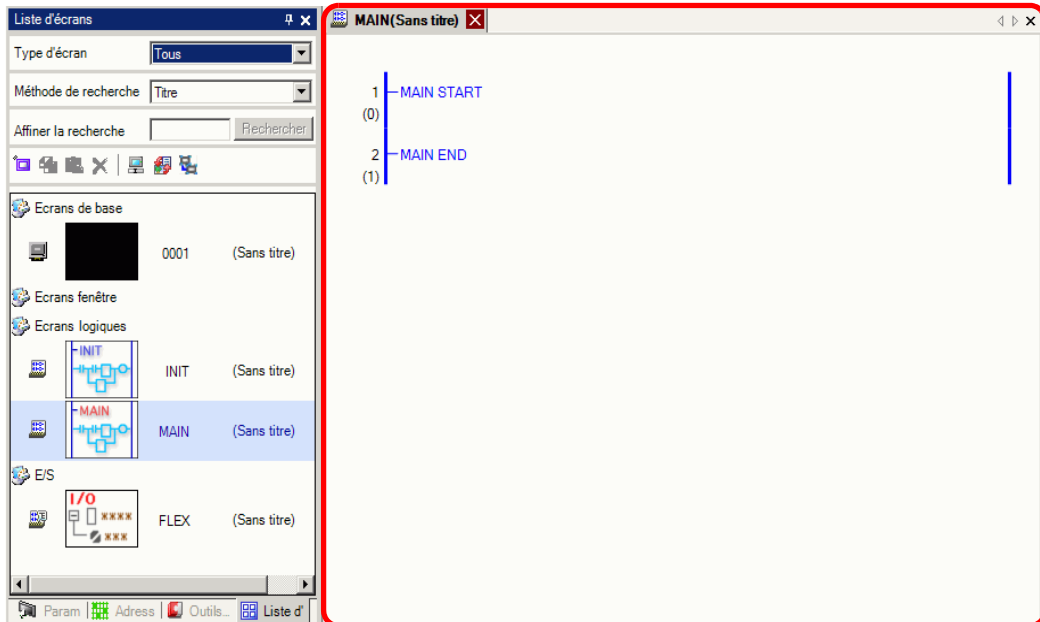 Liste d'écrans
Type d'écran Tous
Méthode de recherche Titre
Affiner la recherche Rechercher
Ecrans de base
0001 (Sans titre)
Ecrans fenêtre
Ecrans logiques
INIT INIT (Sans titre)
MAIN MAIN (Sans titre)
E/S
I/O
**** 
***
FLEX (Sans titre)
Param Adress Outils... Liste d'
MAIN(Sans titre)
1 MAIN START
(0)
2 MAIN END
(1)